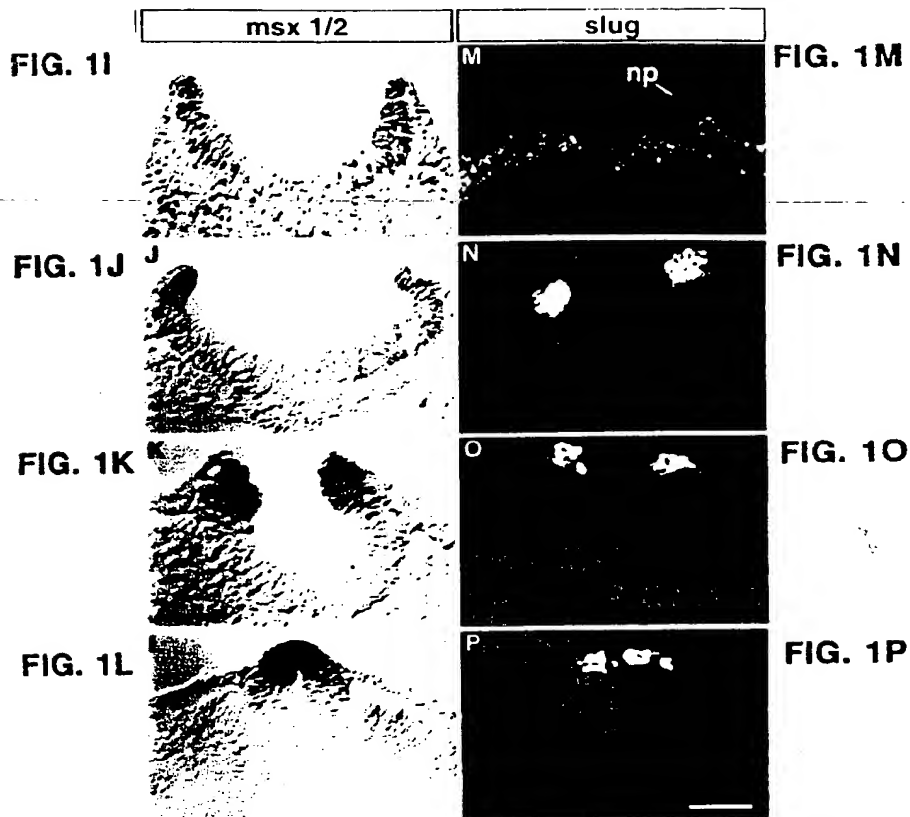 msx 1/2 slug
FIG. 1I M np FIG. 1M
FIG. 1J J N FIG. 1N
FIG. 1K K O FIG. 1O
FIG. 1L P FIG. 1P